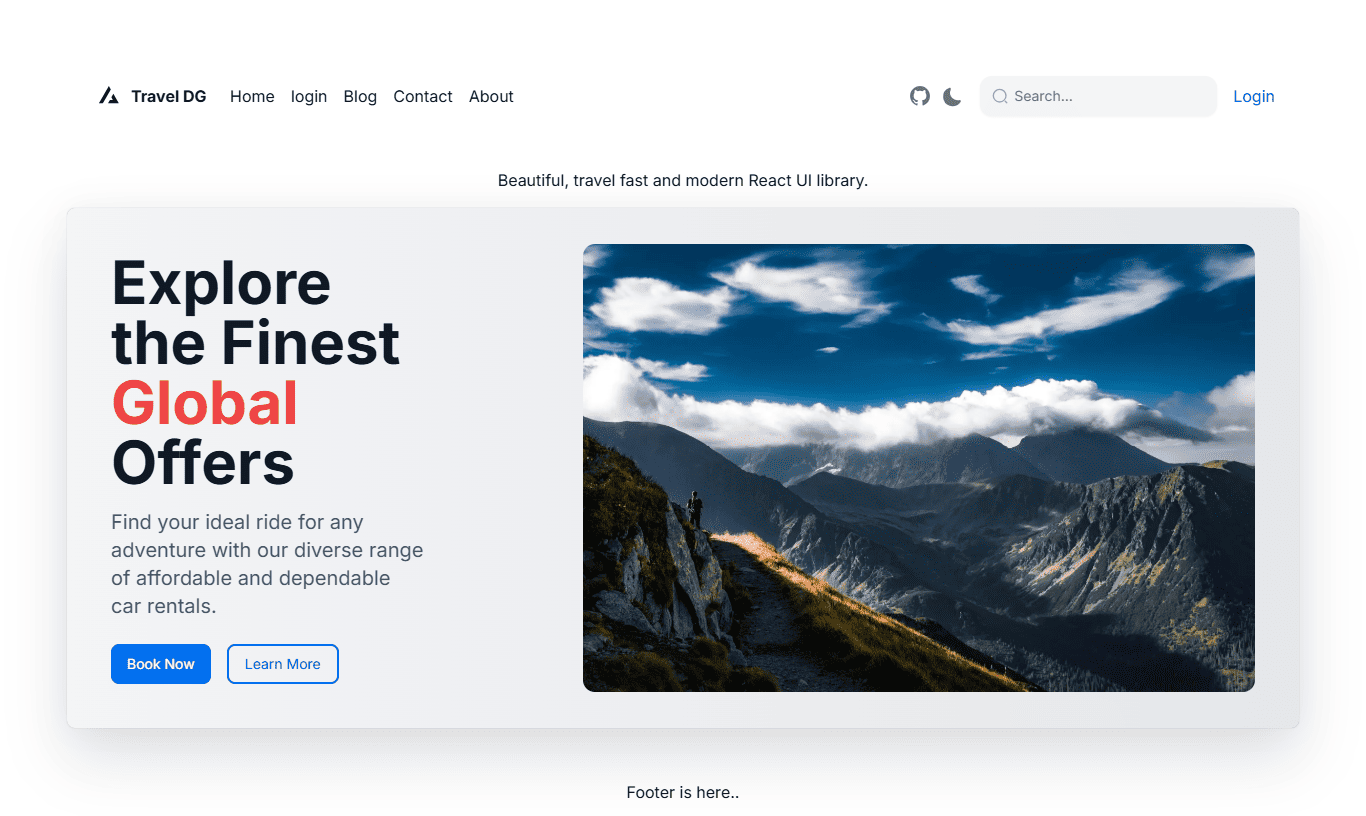 Travel DG Home login Blog Contact About Search... Login
Beautiful, travel fast and modern React UI library.
Explore
the Finest
Global
Offers
Find your ideal ride for any
adventure with our diverse range
of affordable and dependable
car rentals.
Book Now Learn More
Footer is here..